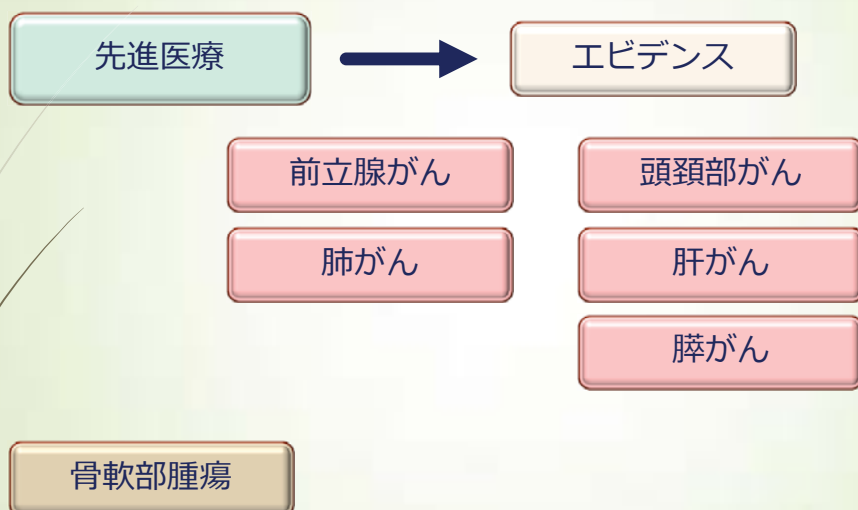 先進医療
エビデンス
前立腺がん
頭頚部がん
肺がん
肝がん
膵がん
骨軟部腫瘍